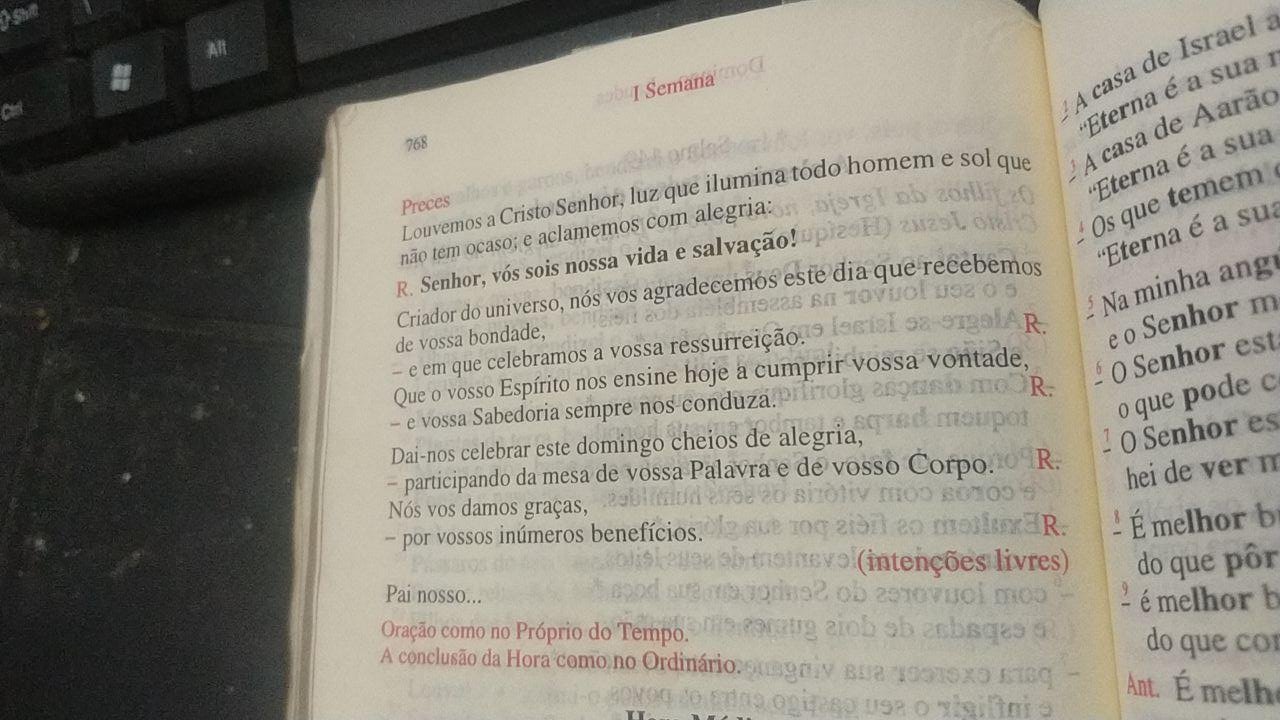 Shift
Alt
Ctrl
I Semana
768
Preces
Louvemos a Cristo Senhor, luz que ilumina todo homem e sol que
não tem ocaso; e aclamemos com alegria:
R. Senhor, vós sois nossa vida e salvação!
Criador do universo, nós vos agradecemos este dia que recebemos
de vossa bondade,
– e em que celebramos a vossa ressurreição. R.
Que o vosso Espírito nos ensine hoje a cumprir vossa vontade,
– e vossa Sabedoria sempre nos conduza. R.
Dai-nos celebrar este domingo cheios de alegria,
– participando da mesa de vossa Palavra e de vosso Corpo. R.
Nós vos damos graças,
– por vossos inúmeros benefícios. R.
(intenções livres)
Pai nosso...
Oração como no Próprio do Tempo.
A conclusão da Hora como no Ordinário.
2 A casa de Israel
“Eterna é a sua
3 A casa de Aarão
“Eterna é a sua
4 Os que temem
“Eterna é a sua
5 Na minha
e o Senhor
6 O Senhor
o que pode
7 O Senhor
hei de ver
8 É melhor
do que pôr
9 é melhor
do que
Ant. É